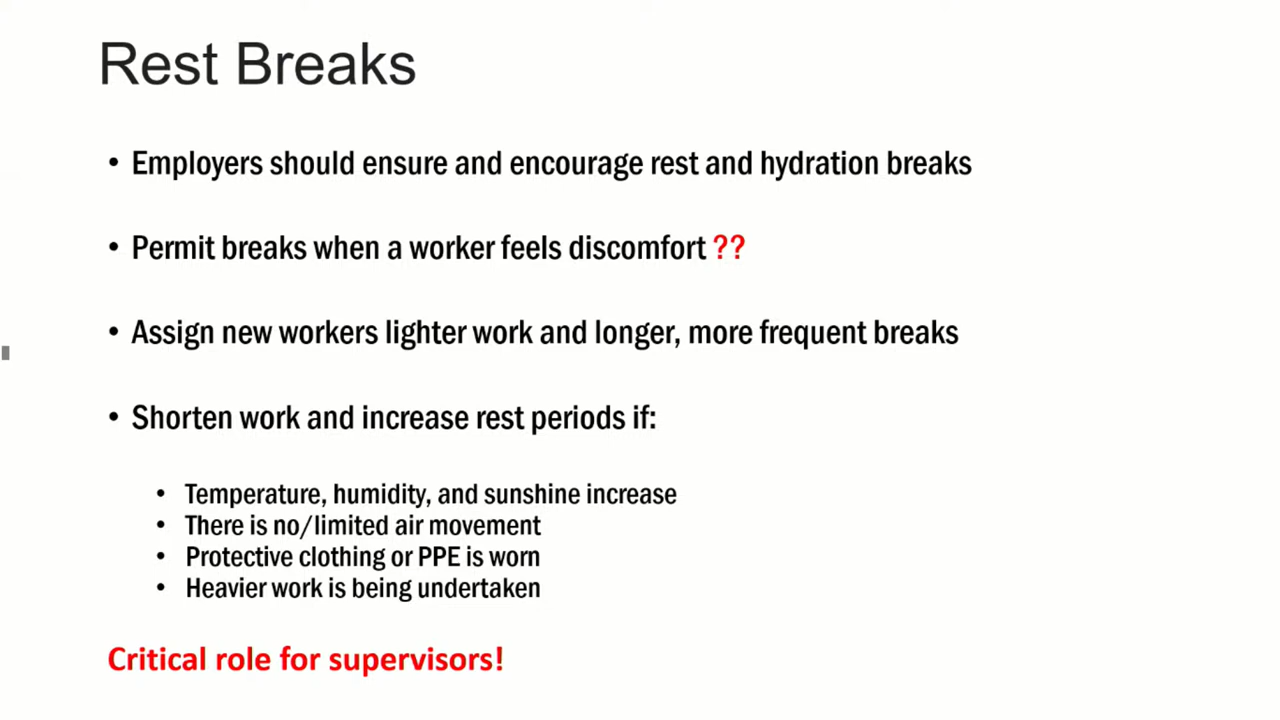 Rest Breaks
• Employers should ensure and encourage rest and hydration breaks
• Permit breaks when a worker feels discomfort ??
• Assign new workers lighter work and longer, more frequent breaks
• Shorten work and increase rest periods if:
• Temperature, humidity, and sunshine increase
• There is no/limited air movement
• Protective clothing or PPE is worn
• Heavier work is being undertaken
Critical role for supervisors!